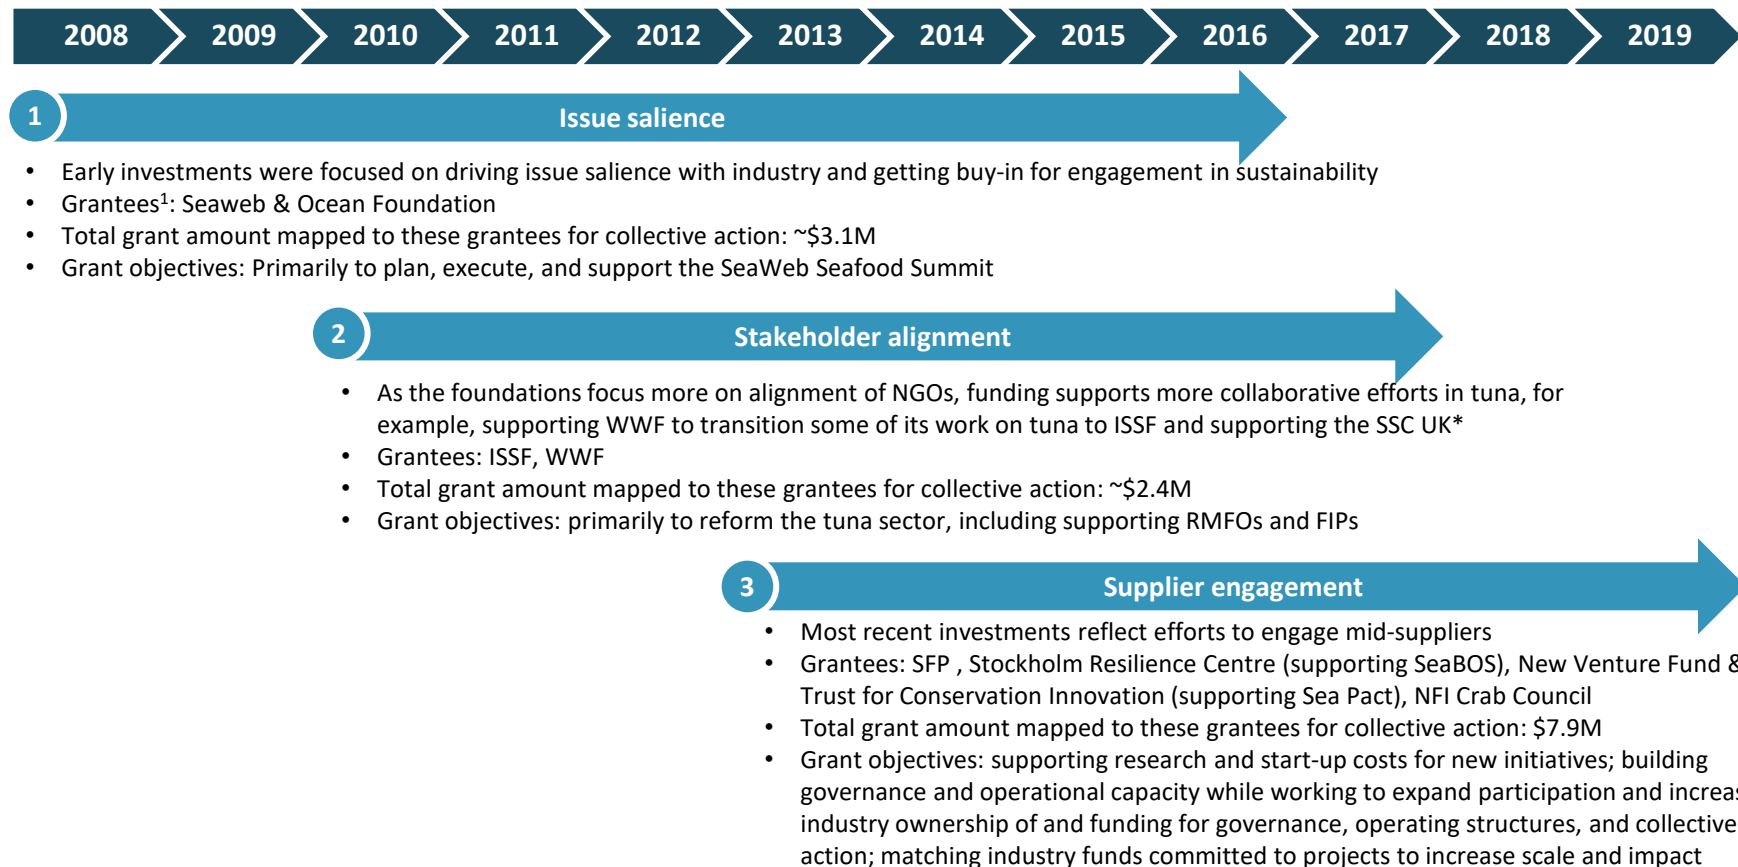 2008 2009 2010 2011 2012 2013 2014 2015 2016 2017 2018 2019
1 Issue salience
• Early investments were focused on driving issue salience with industry and getting buy-in for engagement in sustainability
• Grantees¹: Seaweb & Ocean Foundation
• Total grant amount mapped to these grantees for collective action: ~$3.1M
• Grant objectives: Primarily to plan, execute, and support the SeaWeb Seafood Summit
2 Stakeholder alignment
• As the foundations focus more on alignment of NGOs, funding supports more collaborative efforts in tuna, for
example, supporting WWF to transition some of its work on tuna to ISSF and supporting the SSC UK*
• Grantees: ISSF, WWF
• Total grant amount mapped to these grantees for collective action: ~$2.4M
• Grant objectives: primarily to reform the tuna sector, including supporting RMFOs and FIPs
3 Supplier engagement
• Most recent investments reflect efforts to engage mid-suppliers
• Grantees: SFP , Stockholm Resilience Centre (supporting SeaBOS), New Venture Fund &
Trust for Conservation Innovation (supporting Sea Pact), NFI Crab Council
• Total grant amount mapped to these grantees for collective action: $7.9M
• Grant objectives: supporting research and start-up costs for new initiatives; building
governance and operational capacity while working to expand participation and increas
industry ownership of and funding for governance, operating structures, and collective
action; matching industry funds committed to projects to increase scale and impact